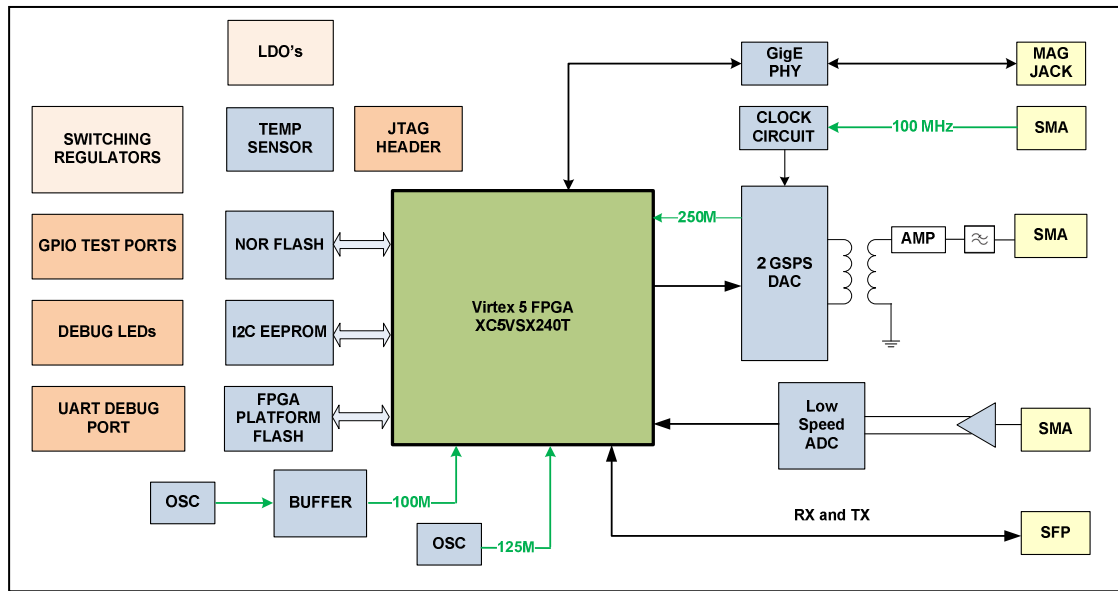 LDO's
GigE
PHY
MAG
JACK
SWITCHING
REGULATORS
TEMP
SENSOR
JTAG
HEADER
CLOCK
CIRCUIT
100 MHz
SMA
GPIO TEST PORTS
NOR FLASH
250M
2 GSPS
DAC
AMP
SMA
Virtex 5 FPGA
XC5VSX240T
DEBUG LEDs
I2C EEPROM
UART DEBUG
PORT
FPGA
PLATFORM
FLASH
Low
Speed
ADC
SMA
OSC
BUFFER
100M
OSC
125M
RX and TX
SFP